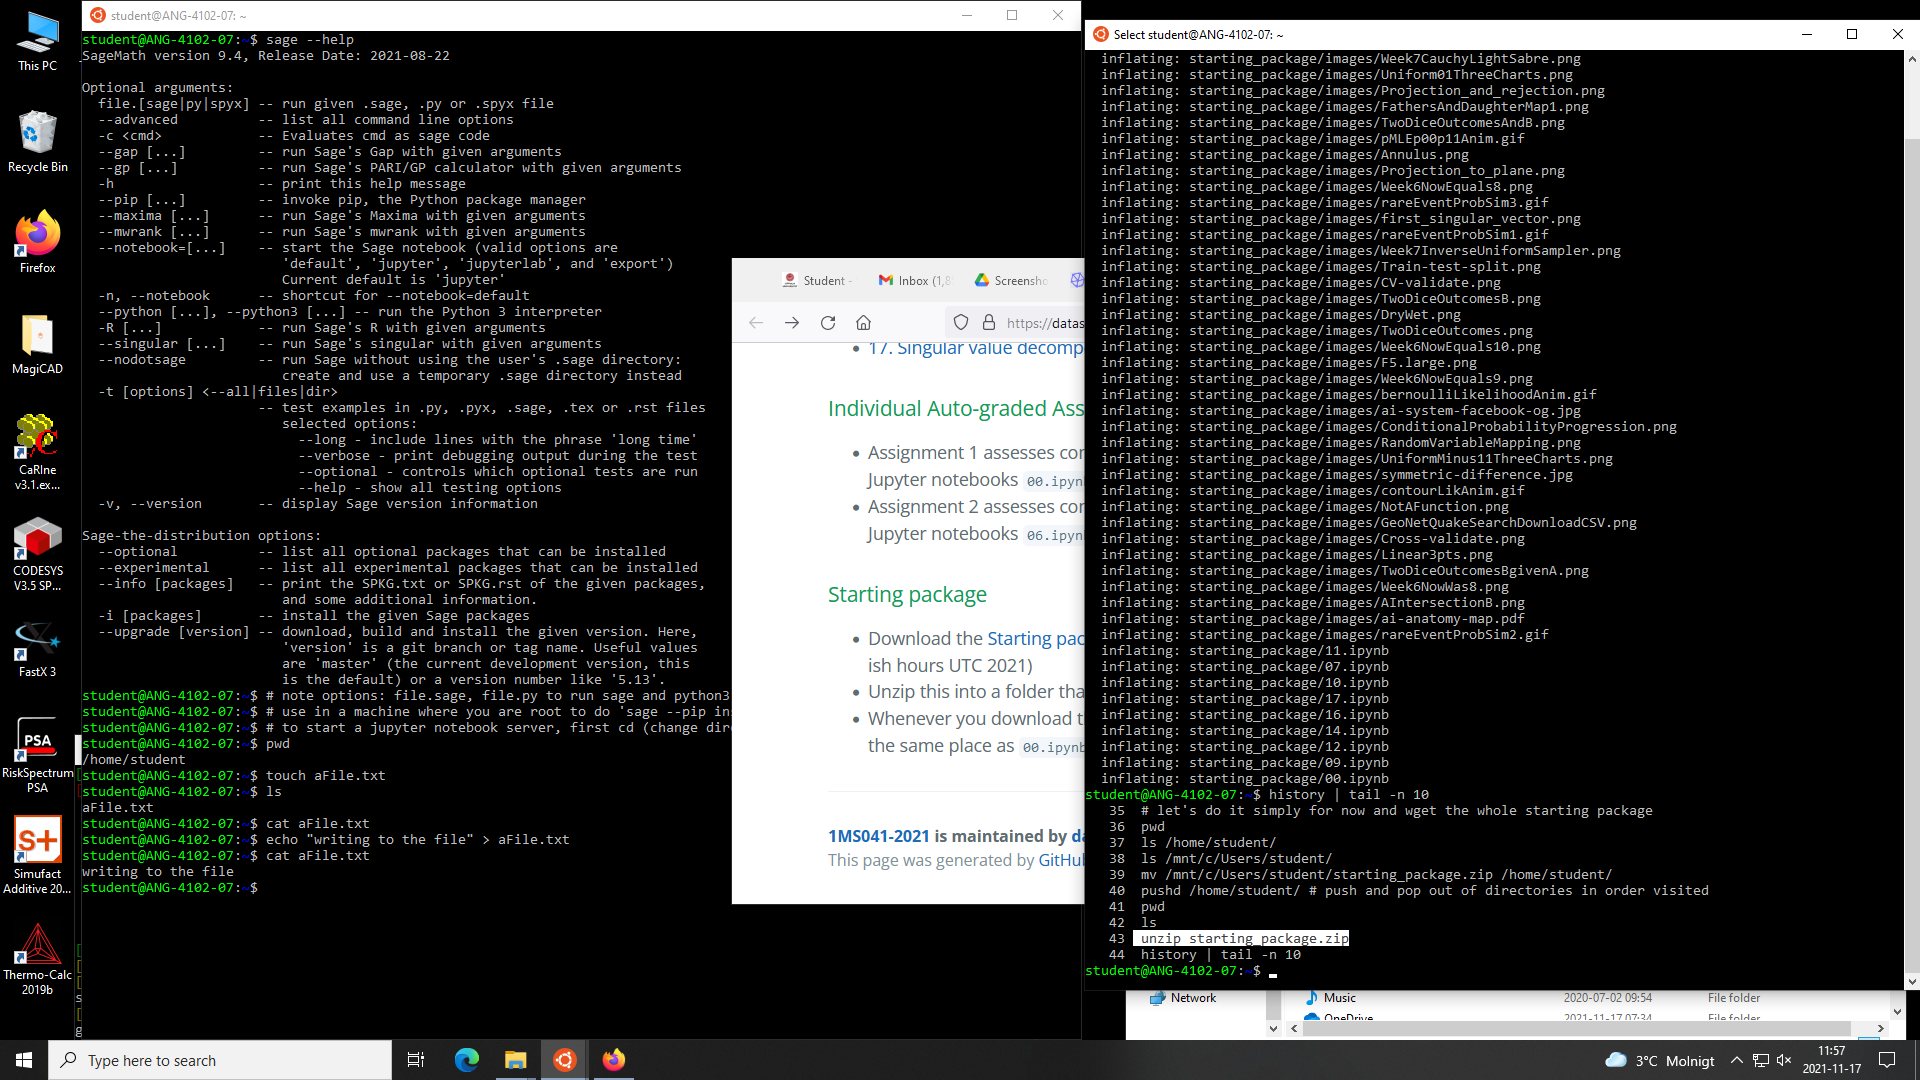 This PC
Recycle Bin
Firefox
MagiCAD
CaRIne
v3.1.ex...
CODESYS
V3.5 SP...
FastX 3
PSA
RiskSpectrum
PSA
S+
Simufact
Additive 20...
Thermo-Calc
2019b
student@ANG-4102-07: ~
student@ANG-4102-07:~$ sage --help
SageMath version 9.4, Release Date: 2021-08-22
Optional arguments:
file.[sage|py|spyx] -- run given .sage, .py or .spyx file
--advanced -- list all command line options
-c <cmd> -- Evaluates cmd as sage code
--gap [...] -- run Sage's Gap with given arguments
--gp [...] -- run Sage's PARI/GP calculator with given arguments
-h -- print this help message
--pip [...] -- invoke pip, the Python package manager
--maxima [...] -- run Sage's Maxima with given arguments
--mwrank [...] -- run Sage's mwrank with given arguments
--notebook=[...] -- start the Sage notebook (valid options are
'default', 'jupyter', 'jupyterlab', and 'export')
Current default is 'jupyter'
-n, --notebook -- shortcut for --notebook=default
--python [...], --python3 [...] -- run the Python 3 interpreter
-R [...] -- run Sage's R with given arguments
--singular [...] -- run Sage's singular with given arguments
--nodotsage -- run Sage without using the user's .sage directory:
create and use a temporary .sage directory instead
-t [options] <--all|files|dir>
-- test examples in .py, .pyx, .sage, .tex or .rst files
selected options:
--long - include lines with the phrase 'long time'
--verbose - print debugging output during the test
--optional - controls which optional tests are run
--help - show all testing options
-v, --version -- display Sage version information
Sage-the-distribution options:
--optional -- list all optional packages that can be installed
--experimental -- list all experimental packages that can be installed
--info [packages] -- print the SPKG.txt or SPKG.rst of the given packages,
and some additional information.
-i [packages] -- install the given Sage packages
--upgrade [version] -- download, build and install the given version. Here,
'version' is a git branch or tag name. Useful values
are 'master' (the current development version, this
is the default) or a version number like '5.13'.
student@ANG-4102-07:~$ # note options: file.sage, file.py to run sage and python3
student@ANG-4102-07:~$ # use in a machine where you are root to do 'sage --pip in
student@ANG-4102-07:~$ # to start a jupyter notebook server, first cd (change dir
student@ANG-4102-07:~$ pwd
/home/student
student@ANG-4102-07:~$ touch aFile.txt
student@ANG-4102-07:~$ ls
aFile.txt
student@ANG-4102-07:~$ cat aFile.txt
student@ANG-4102-07:~$ echo "writing to the file" > aFile.txt
student@ANG-4102-07:~$ cat aFile.txt
writing to the file
student@ANG-4102-07:~$
Student -
Inbox (1,8
Screensho
https://datas
17. Singular value decomp
Individual Auto-graded Ass
Assignment 1 assesses con
Jupyter notebooks 00.ipynb
Assignment 2 assesses con
Jupyter notebooks 06.ipynb
Starting package
Download the Starting pac
ish hours UTC 2021)
Unzip this into a folder tha
Whenever you download t
the same place as 00.ipynb
1MS041-2021 is maintained by da
This page was generated by GitHub
Select student@ANG-4102-07: ~
inflating: starting_package/images/Week7CauchyLightSabre.png
inflating: starting_package/images/Uniform01ThreeCharts.png
inflating: starting_package/images/Projection_and_rejection.png
inflating: starting_package/images/FathersAndDaughterMap1.png
inflating: starting_package/images/TwoDiceOutcomesAndB.png
inflating: starting_package/images/pMLEp00p11Anim.gif
inflating: starting_package/images/Annulus.png
inflating: starting_package/images/Projection_to_plane.png
inflating: starting_package/images/Week6NowEquals8.png
inflating: starting_package/images/rareEventProbSim3.gif
inflating: starting_package/images/first_singular_vector.png
inflating: starting_package/images/rareEventProbSim1.gif
inflating: starting_package/images/Week7InverseUniformSampler.png
inflating: starting_package/images/Train-test-split.png
inflating: starting_package/images/CV-validate.png
inflating: starting_package/images/TwoDiceOutcomesB.png
inflating: starting_package/images/DryWet.png
inflating: starting_package/images/TwoDiceOutcomes.png
inflating: starting_package/images/Week6NowEquals10.png
inflating: starting_package/images/F5.large.png
inflating: starting_package/images/Week6NowEquals9.png
inflating: starting_package/images/bernoulliLikelihoodAnim.gif
inflating: starting_package/images/ai-system-facebook-og.jpg
inflating: starting_package/images/ConditionalProbabilityProgression.png
inflating: starting_package/images/RandomVariableMapping.png
inflating: starting_package/images/UniformMinus11ThreeCharts.png
inflating: starting_package/images/symmetric-difference.jpg
inflating: starting_package/images/contourLikAnim.gif
inflating: starting_package/images/NotAFunction.png
inflating: starting_package/images/GeoNetQuakeSearchDownloadCSV.png
inflating: starting_package/images/Cross-validate.png
inflating: starting_package/images/Linear3pts.png
inflating: starting_package/images/TwoDiceOutcomesBgivenA.png
inflating: starting_package/images/Week6NowWas8.png
inflating: starting_package/images/AIntersectionB.png
inflating: starting_package/images/ai-anatomy-map.pdf
inflating: starting_package/images/rareEventProbSim2.gif
inflating: starting_package/11.ipynb
inflating: starting_package/07.ipynb
inflating: starting_package/10.ipynb
inflating: starting_package/17.ipynb
inflating: starting_package/16.ipynb
inflating: starting_package/14.ipynb
inflating: starting_package/12.ipynb
inflating: starting_package/09.ipynb
inflating: starting_package/00.ipynb
student@ANG-4102-07:~$ history | tail -n 10
35 # let's do it simply for now and wget the whole starting package
36 pwd
37 ls /home/student/
38 ls /mnt/c/Users/student/
39 mv /mnt/c/Users/student/starting_package.zip /home/student/
40 pushd /home/student/ # push and pop out of directories in order visited
41 pwd
42 ls
43 unzip starting_package.zip
44 history | tail -n 10
student@ANG-4102-07:~$
Network
Music 2020-07-02 09:54 File folder
OneDrive 2021-11-17 07:34 File folder
Type here to search
3°C Molnigt
11:57
2021-11-17